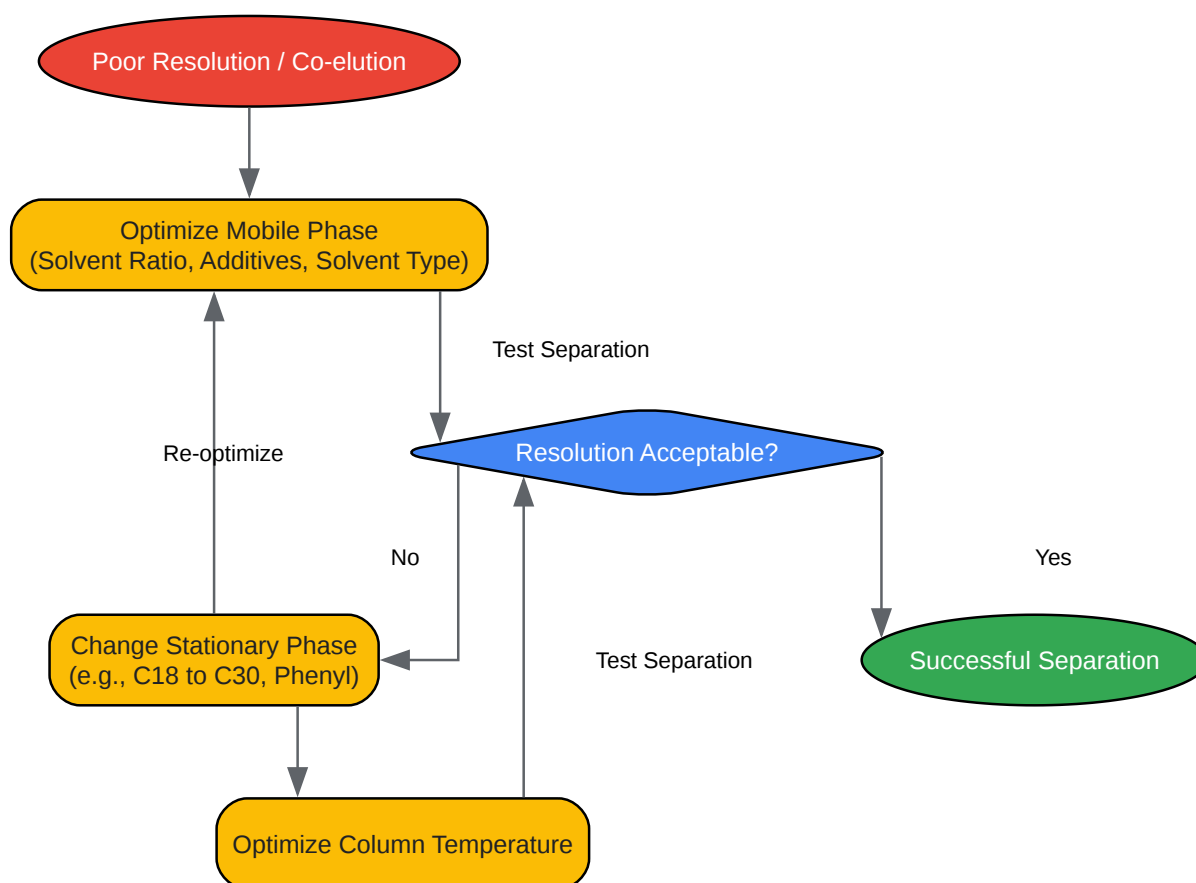 Poor Resolution / Co-elution
Optimize Mobile Phase
(Solvent Ratio, Additives, Solvent Type)
Test Separation
Re-optimize
Resolution Acceptable?
No
Yes
Change Stationary Phase
(e.g., C18 to C30, Phenyl)
Test Separation
Successful Separation
Optimize Column Temperature